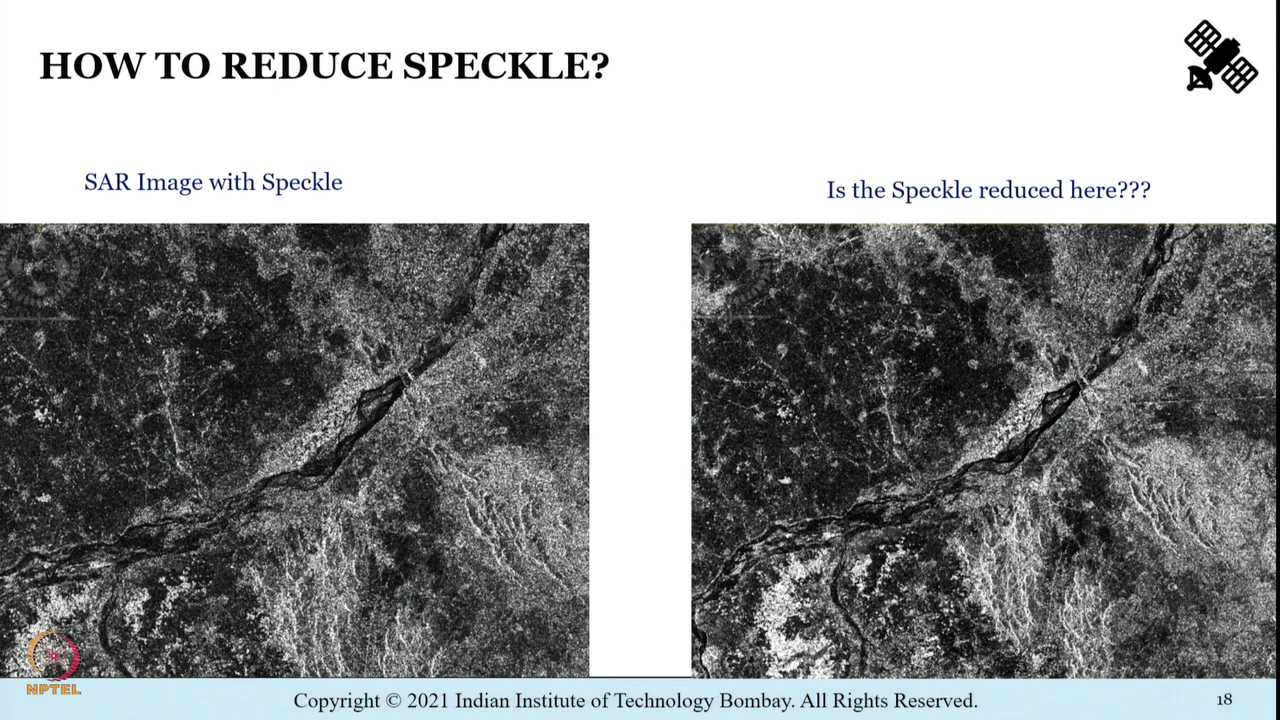 HOW TO REDUCE SPECKLE?
SAR Image with Speckle
Is the Speckle reduced here???
NPTEL
Copyright © 2021 Indian Institute of Technology Bombay. All Rights Reserved.
18